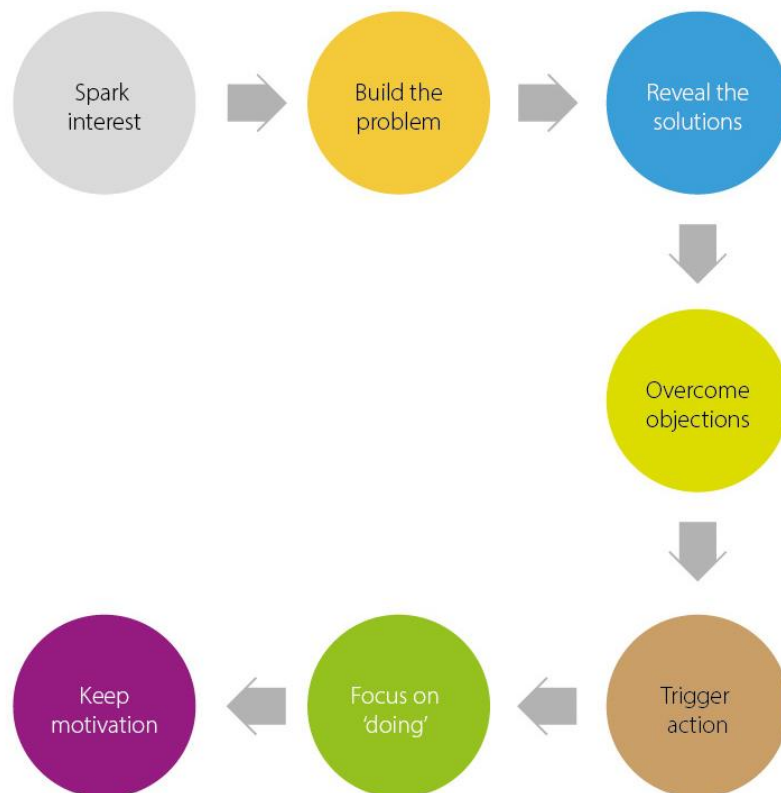 Spark
interest
Build the
problem
Reveal the
solutions
Overcome
objections
Trigger
action
Focus on
‘doing’
Keep
motivation